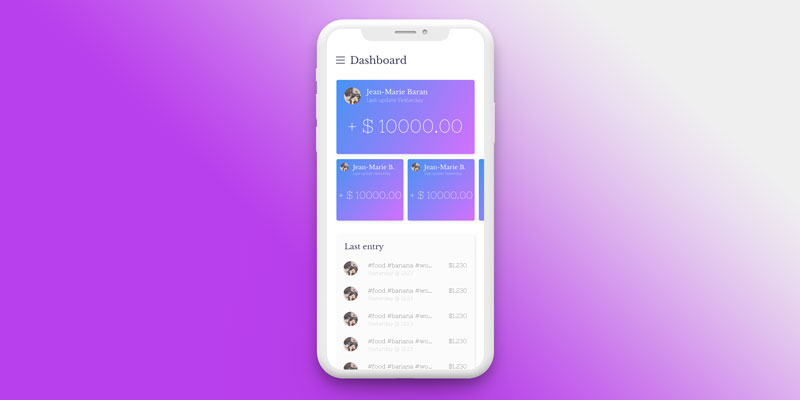 Dashboard
Jean-Marie Baran
Last update Yesterday
+ $ 10000.00
Jean-Marie B.
Last update Yesterday
+ $ 10000.00
Jean-Marie B.
Last update Yesterday
+ $ 10000.00
Last entry
#food #banana #wo... $1,230
Yesterday @ 12:23
#food #banana #wo... $1,230
Yesterday @ 12:23
#food #banana #wo... $1,230
Yesterday @ 12:23
#food #banana #wo... $1,230
Yesterday @ 12:23
#food #banana #wo... $1,230